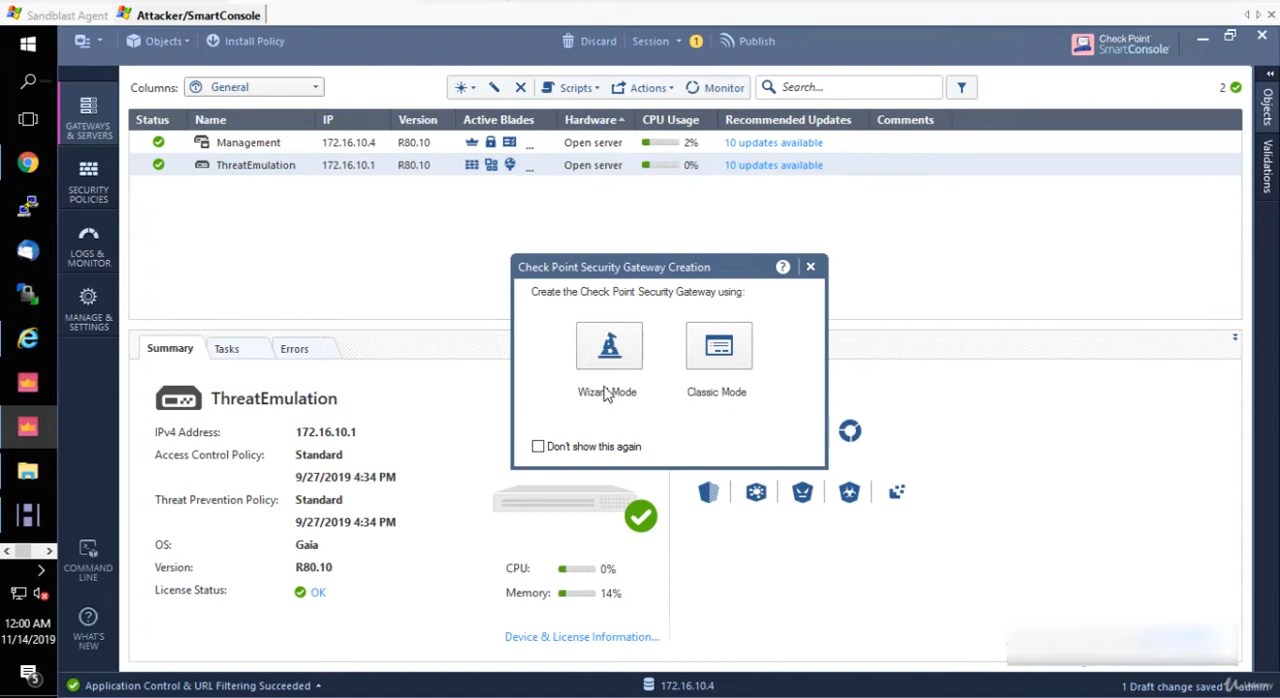 Sandblast Agent
Attacker/SmartConsole
Objects
Install Policy
Discard
Session
1
Publish
Check Point
SmartConsole
GATEWAYS
& SERVERS
SECURITY
POLICIES
LOGS &
MONITOR
MANAGE &
SETTINGS
COMMAND
LINE
WHAT'S
NEW
Columns:
General
Scripts
Actions
Monitor
Search...
2
Status
Name
IP
Version
Active Blades
Hardware
CPU Usage
Recommended Updates
Comments
Management 172.16.10.4 R80.10 ... Open server 2% 10 updates available
ThreatEmulation 172.16.10.1 R80.10 ... Open server 0% 10 updates available
Objects
Validations
Check Point Security Gateway Creation
Create the Check Point Security Gateway using:
Wizard Mode
Classic Mode
Don't show this again
Summary
Tasks
Errors
ThreatEmulation
IPv4 Address: 172.16.10.1
Access Control Policy: Standard
9/27/2019 4:34 PM
Threat Prevention Policy: Standard
9/27/2019 4:34 PM
OS: Gaia
Version: R80.10
License Status: OK
CPU: 0%
Memory: 14%
Device & License Information...
12:00 AM
11/14/2019
5
Application Control & URL Filtering Succeeded
172.16.10.4
1 Draft change saved